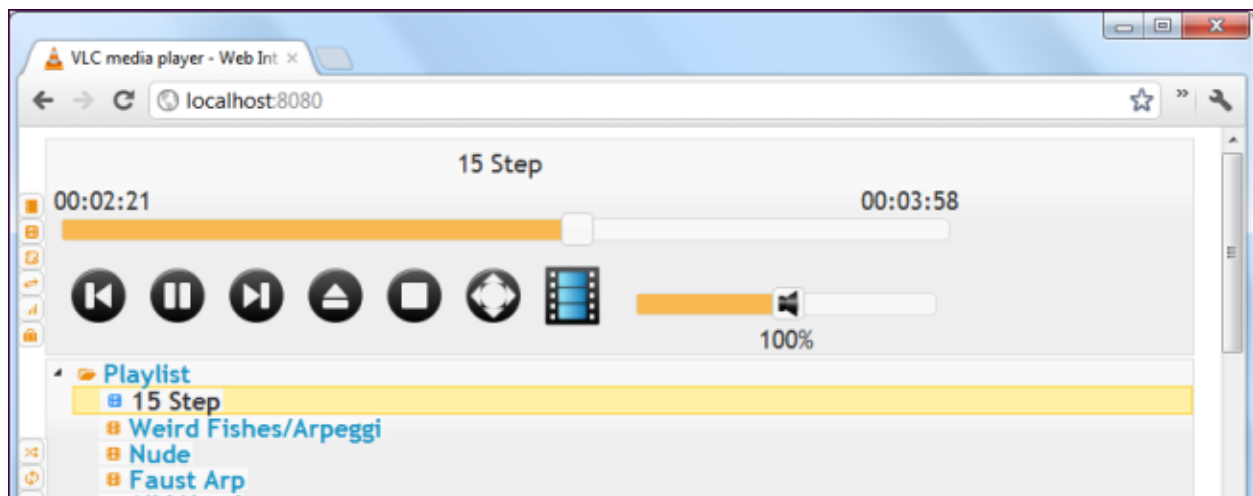 VLC media player - Web Int
localhost:8080
15 Step
00:02:21 00:03:58
100%
Playlist
15 Step
Weird Fishes/Arpeggi
Nude
Faust Arp